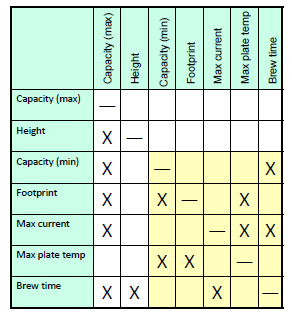 Capacity (max)
Height
Capacity (min)
Footprint
Max current
Max plate temp
Brew time
Capacity (max) —
Height X —
Capacity (min) X — X
Footprint X X — X
Max current X — X X
Max plate temp X X —
Brew time X X X —